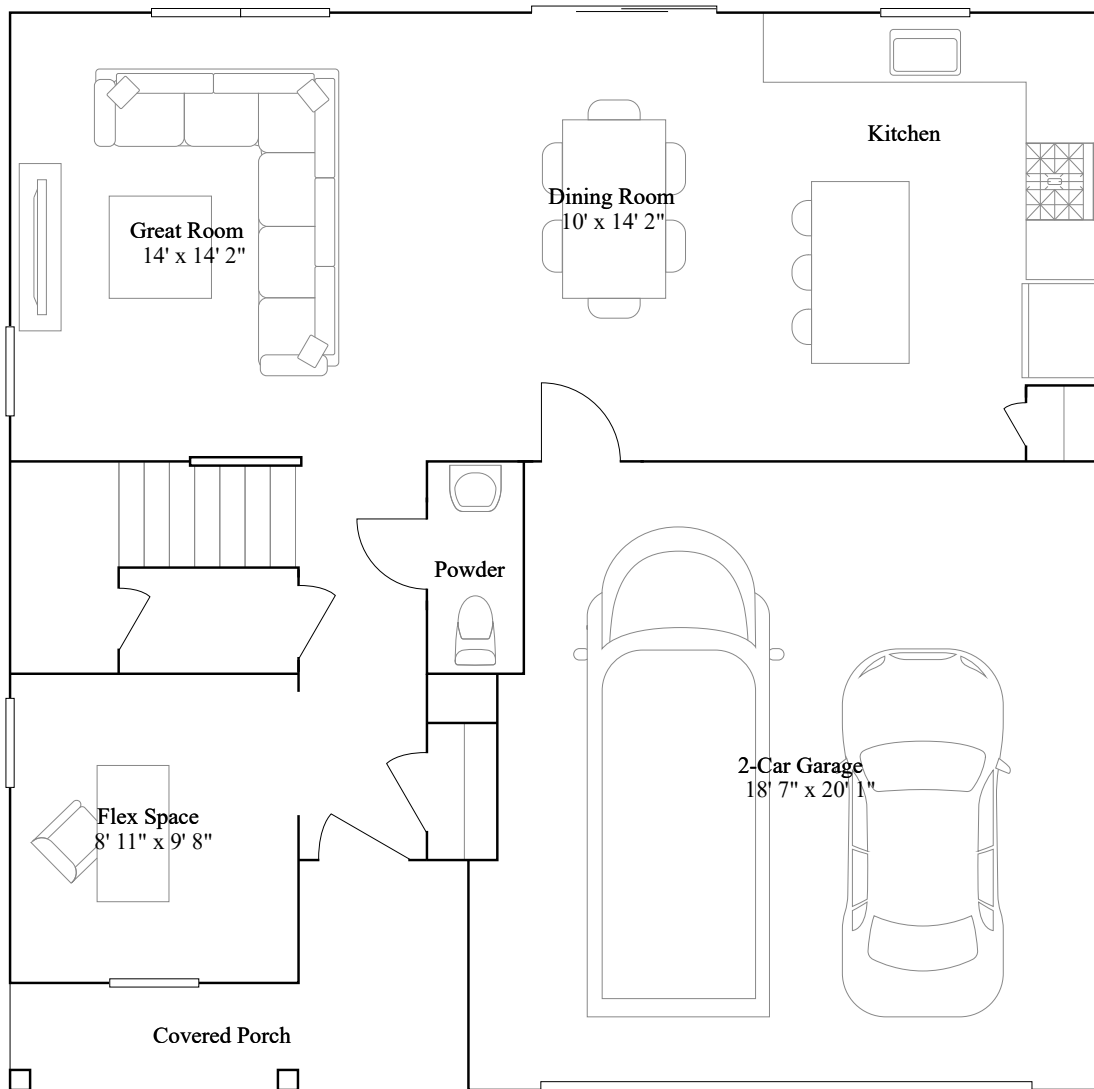 Kitchen
Dining Room
10' x 14' 2"
Great Room
14' x 14' 2"
Powder
2-Car Garage
18' 7" x 20' 1"
Flex Space
8' 11" x 9' 8"
Covered Porch